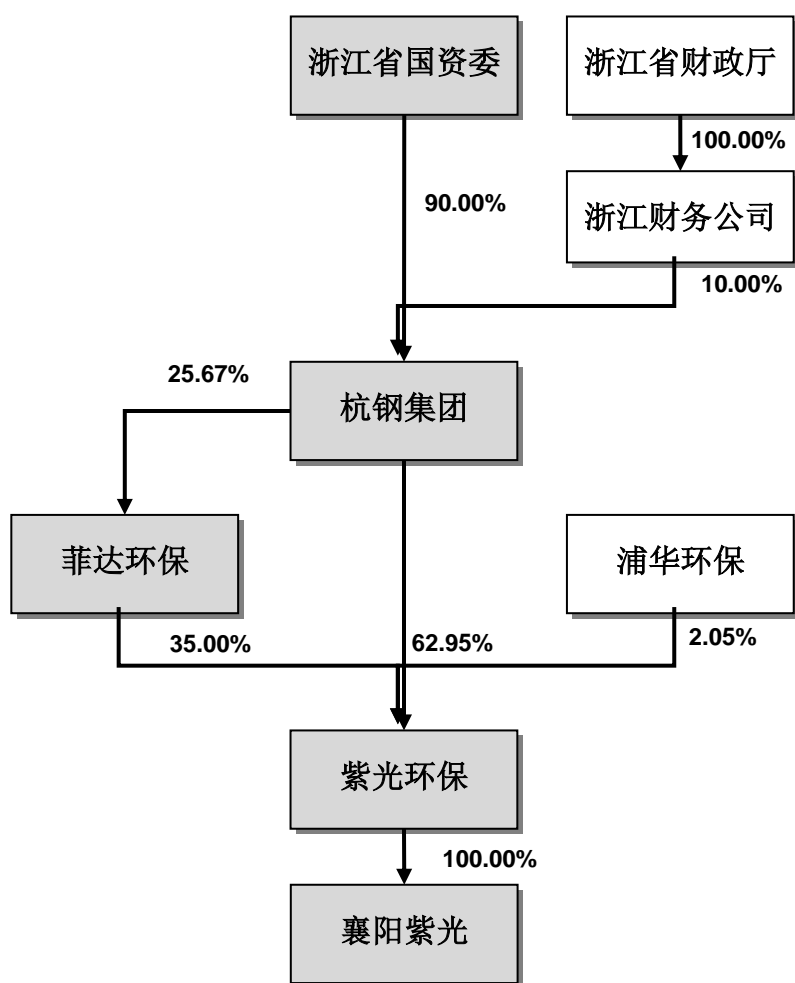 浙江省国资委
浙江省财政厅
100.00%
90.00%
浙江财务公司
10.00%
25.67%
杭钢集团
菲达环保
浦华环保
35.00%
62.95%
2.05%
紫光环保
100.00%
襄阳紫光